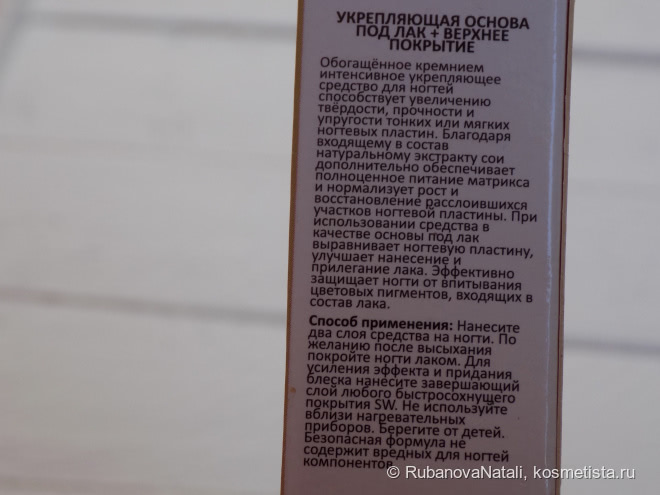 УКРЕПЛЯЮЩАЯ ОСНОВА
ПОД ЛАК + ВЕРХНЕЕ
ПОКРЫТИЕ
Обогащённое кремнием
интенсивное укрепляющее
средство для ногтей
способствует увеличению
твёрдости, прочности и
упругости тонких или мягких
ногтевых пластин. Благодаря
входящему в состав
натуральному экстракту сои
дополнительно обеспечивает
полноценное питание матрикса
и нормализует рост и
восстановление расслоившихся
участков ногтевой пластины. При
использовании средства в
качестве основы под лак
выравнивает ногтевую пластину,
улучшает нанесение и
прилегание лака. Эффективно
защищает ногти от впитывания
цветовых пигментов, входящих в
состав лака.
Способ применения: Нанесите
два слоя средства на ногти. По
желанию после высыхания
покройте ногти лаком. Для
усиления эффекта и придания
блеска нанесите завершающий
слой любого быстросохнущего
покрытия SW. Не используйте
вблизи нагревательных
приборов. Берегите от детей.
Безопасная формула не
содержит вредных для ногтей
компонентов.
© RubanovaNatali, kosmetista.ru